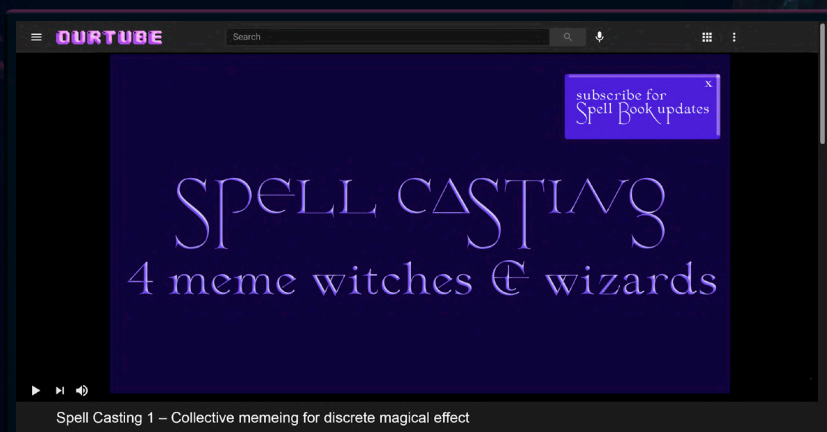 OURTUBE
Search
x
subscribe for
Spell Book updates
SPELL CASTING
4 meme witches & wizards
Spell Casting 1 – Collective memeing for discrete magical effect